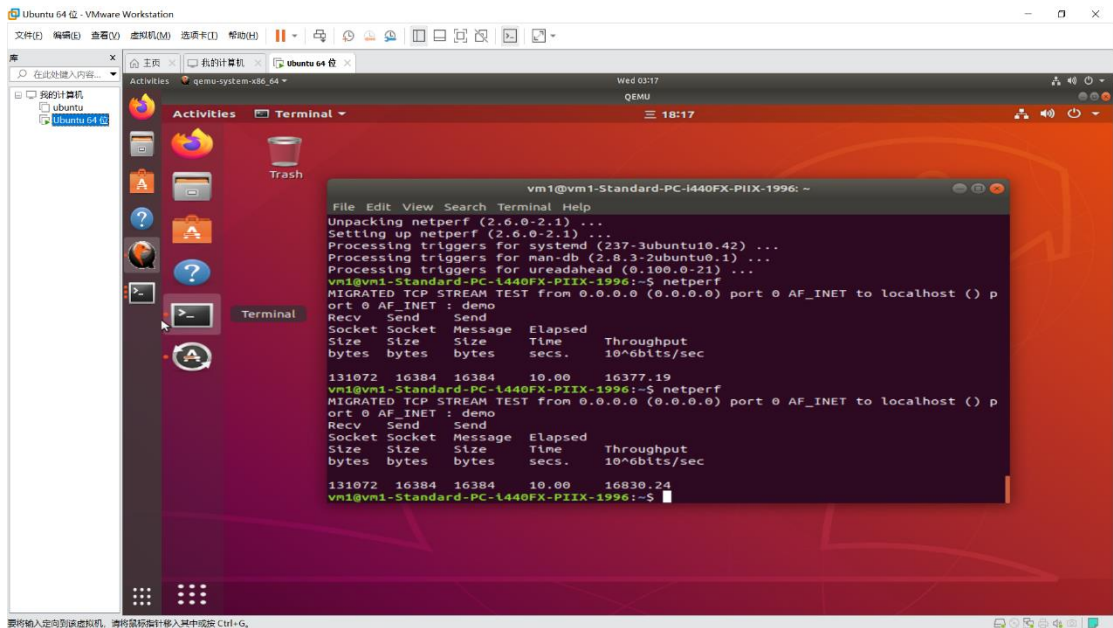 Ubuntu 64 位 - VMware Workstation
文件(F) 编辑(E) 查看(V) 虚拟机(M) 选项卡(T) 帮助(H)
库
主页 我的计算机 Ubuntu 64 位
在此处键入内容...
Activities qemu-system-x86_64 Wed 03:17
我的计算机
QEMU
ubuntu
Ubuntu 64 位
Activities Terminal 三 18:17
Trash
vm1@vm1-Standard-PC-i440FX-PIIX-1996: ~
File Edit View Search Terminal Help
Unpacking netperf (2.6.0-2.1) ...
Setting up netperf (2.6.0-2.1) ...
Processing triggers for systemd (237-3ubuntu10.42) ...
Processing triggers for man-db (2.8.3-2ubuntu0.1) ...
Processing triggers for ureadahead (0.100.0-21) ...
vm1@vm1-Standard-PC-i440FX-PIIX-1996:~$ netperf
MIGRATED TCP STREAM TEST from 0.0.0.0 (0.0.0.0) port 0 AF_INET to localhost () p
ort 0 AF_INET : demo
Recv Send Send
Socket Socket Message Elapsed
Size Size Size Time Throughput
bytes bytes bytes secs. 10^6bits/sec
131072 16384 16384 10.00 16377.19
vm1@vm1-Standard-PC-i440FX-PIIX-1996:~$ netperf
MIGRATED TCP STREAM TEST from 0.0.0.0 (0.0.0.0) port 0 AF_INET to localhost () p
ort 0 AF_INET : demo
Recv Send Send
Socket Socket Message Elapsed
Size Size Size Time Throughput
bytes bytes bytes secs. 10^6bits/sec
131072 16384 16384 10.00 16830.24
vm1@vm1-Standard-PC-i440FX-PIIX-1996:~$
Terminal
要将输入定向到该虚拟机，请将鼠标指针移入其中或按 Ctrl+G。